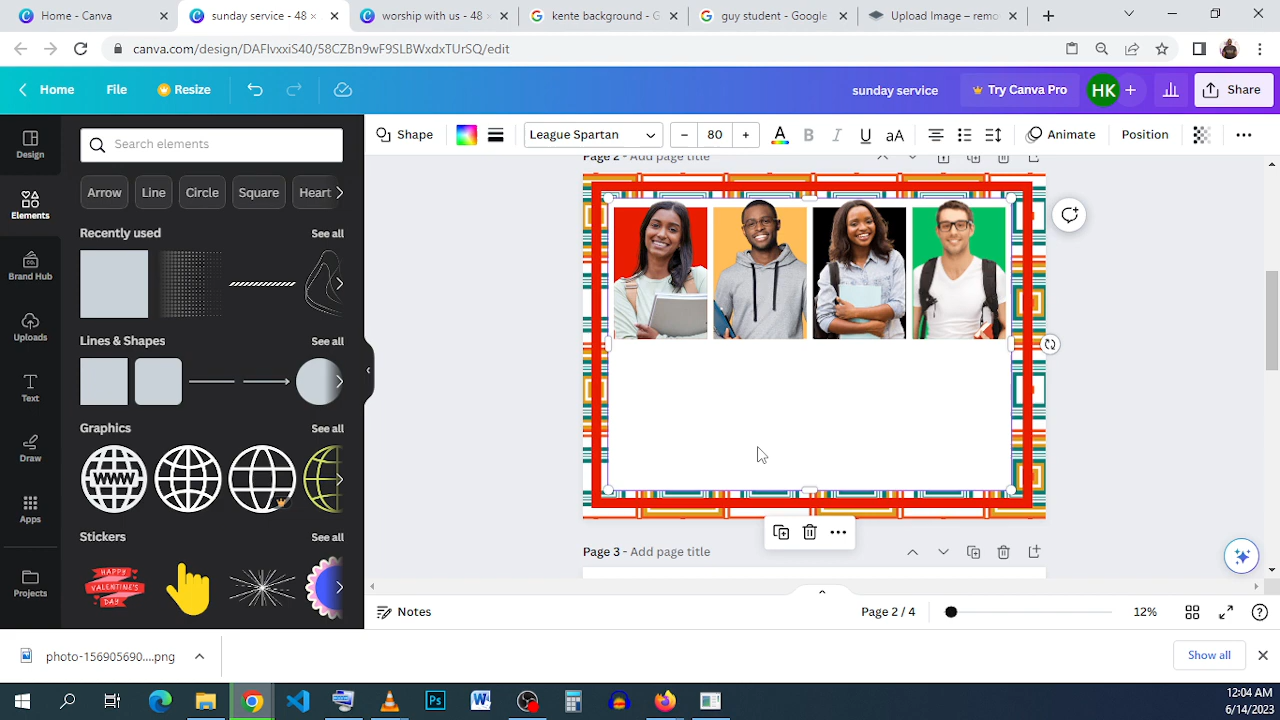 Home - Canva
sunday service - 48 ×
worship with us - 48 ×
kente background - G
guy student - Google
Upload Image – remo
canva.com/design/DAFlvxxiS40/58CZBn9wF9SLBWxdxTUrSQ/edit
Home
File
Resize
sunday service
Try Canva Pro
HK
Share
Design
Search elements
Shape
League Spartan
80
A
B
I
U
aA
Animate
Position
Elements
Arrow
Line
Circle
Square
Heart
Page 2 - Add page title
Recently used
See all
Brand Hub
Uploads
Lines & Shapes
See all
Text
Graphics
See all
Draw
WWW
Apps
Stickers
See all
HAPPY
VALENTINE'S
DAY
Projects
Page 3 - Add page title
Notes
Page 2 / 4
12%
photo-156905690....png
Show all
Ps
W
12:04 AM
6/14/2023